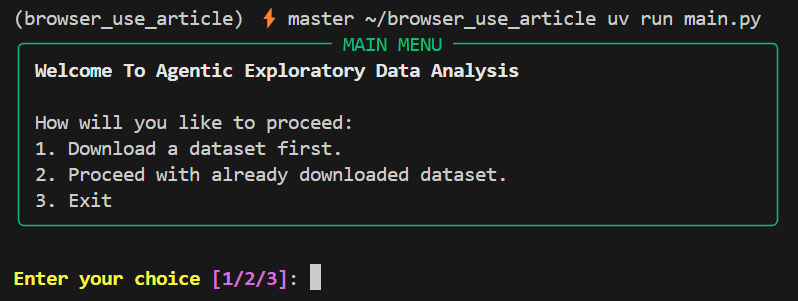 (browser_use_article) ⚡ master ~/browser_use_article uv run main.py
MAIN MENU
Welcome To Agentic Exploratory Data Analysis
How will you like to proceed:
1. Download a dataset first.
2. Proceed with already downloaded dataset.
3. Exit
Enter your choice [1/2/3]: